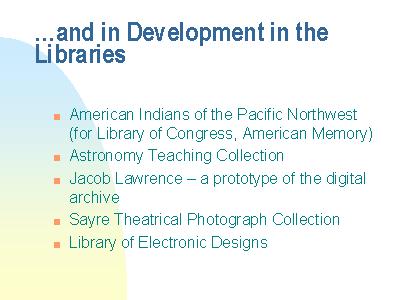 ...and in Development in the
Libraries
American Indians of the Pacific Northwest
(for Library of Congress, American Memory)
Astronomy Teaching Collection
Jacob Lawrence – a prototype of the digital
archive
Sayre Theatrical Photograph Collection
Library of Electronic Designs